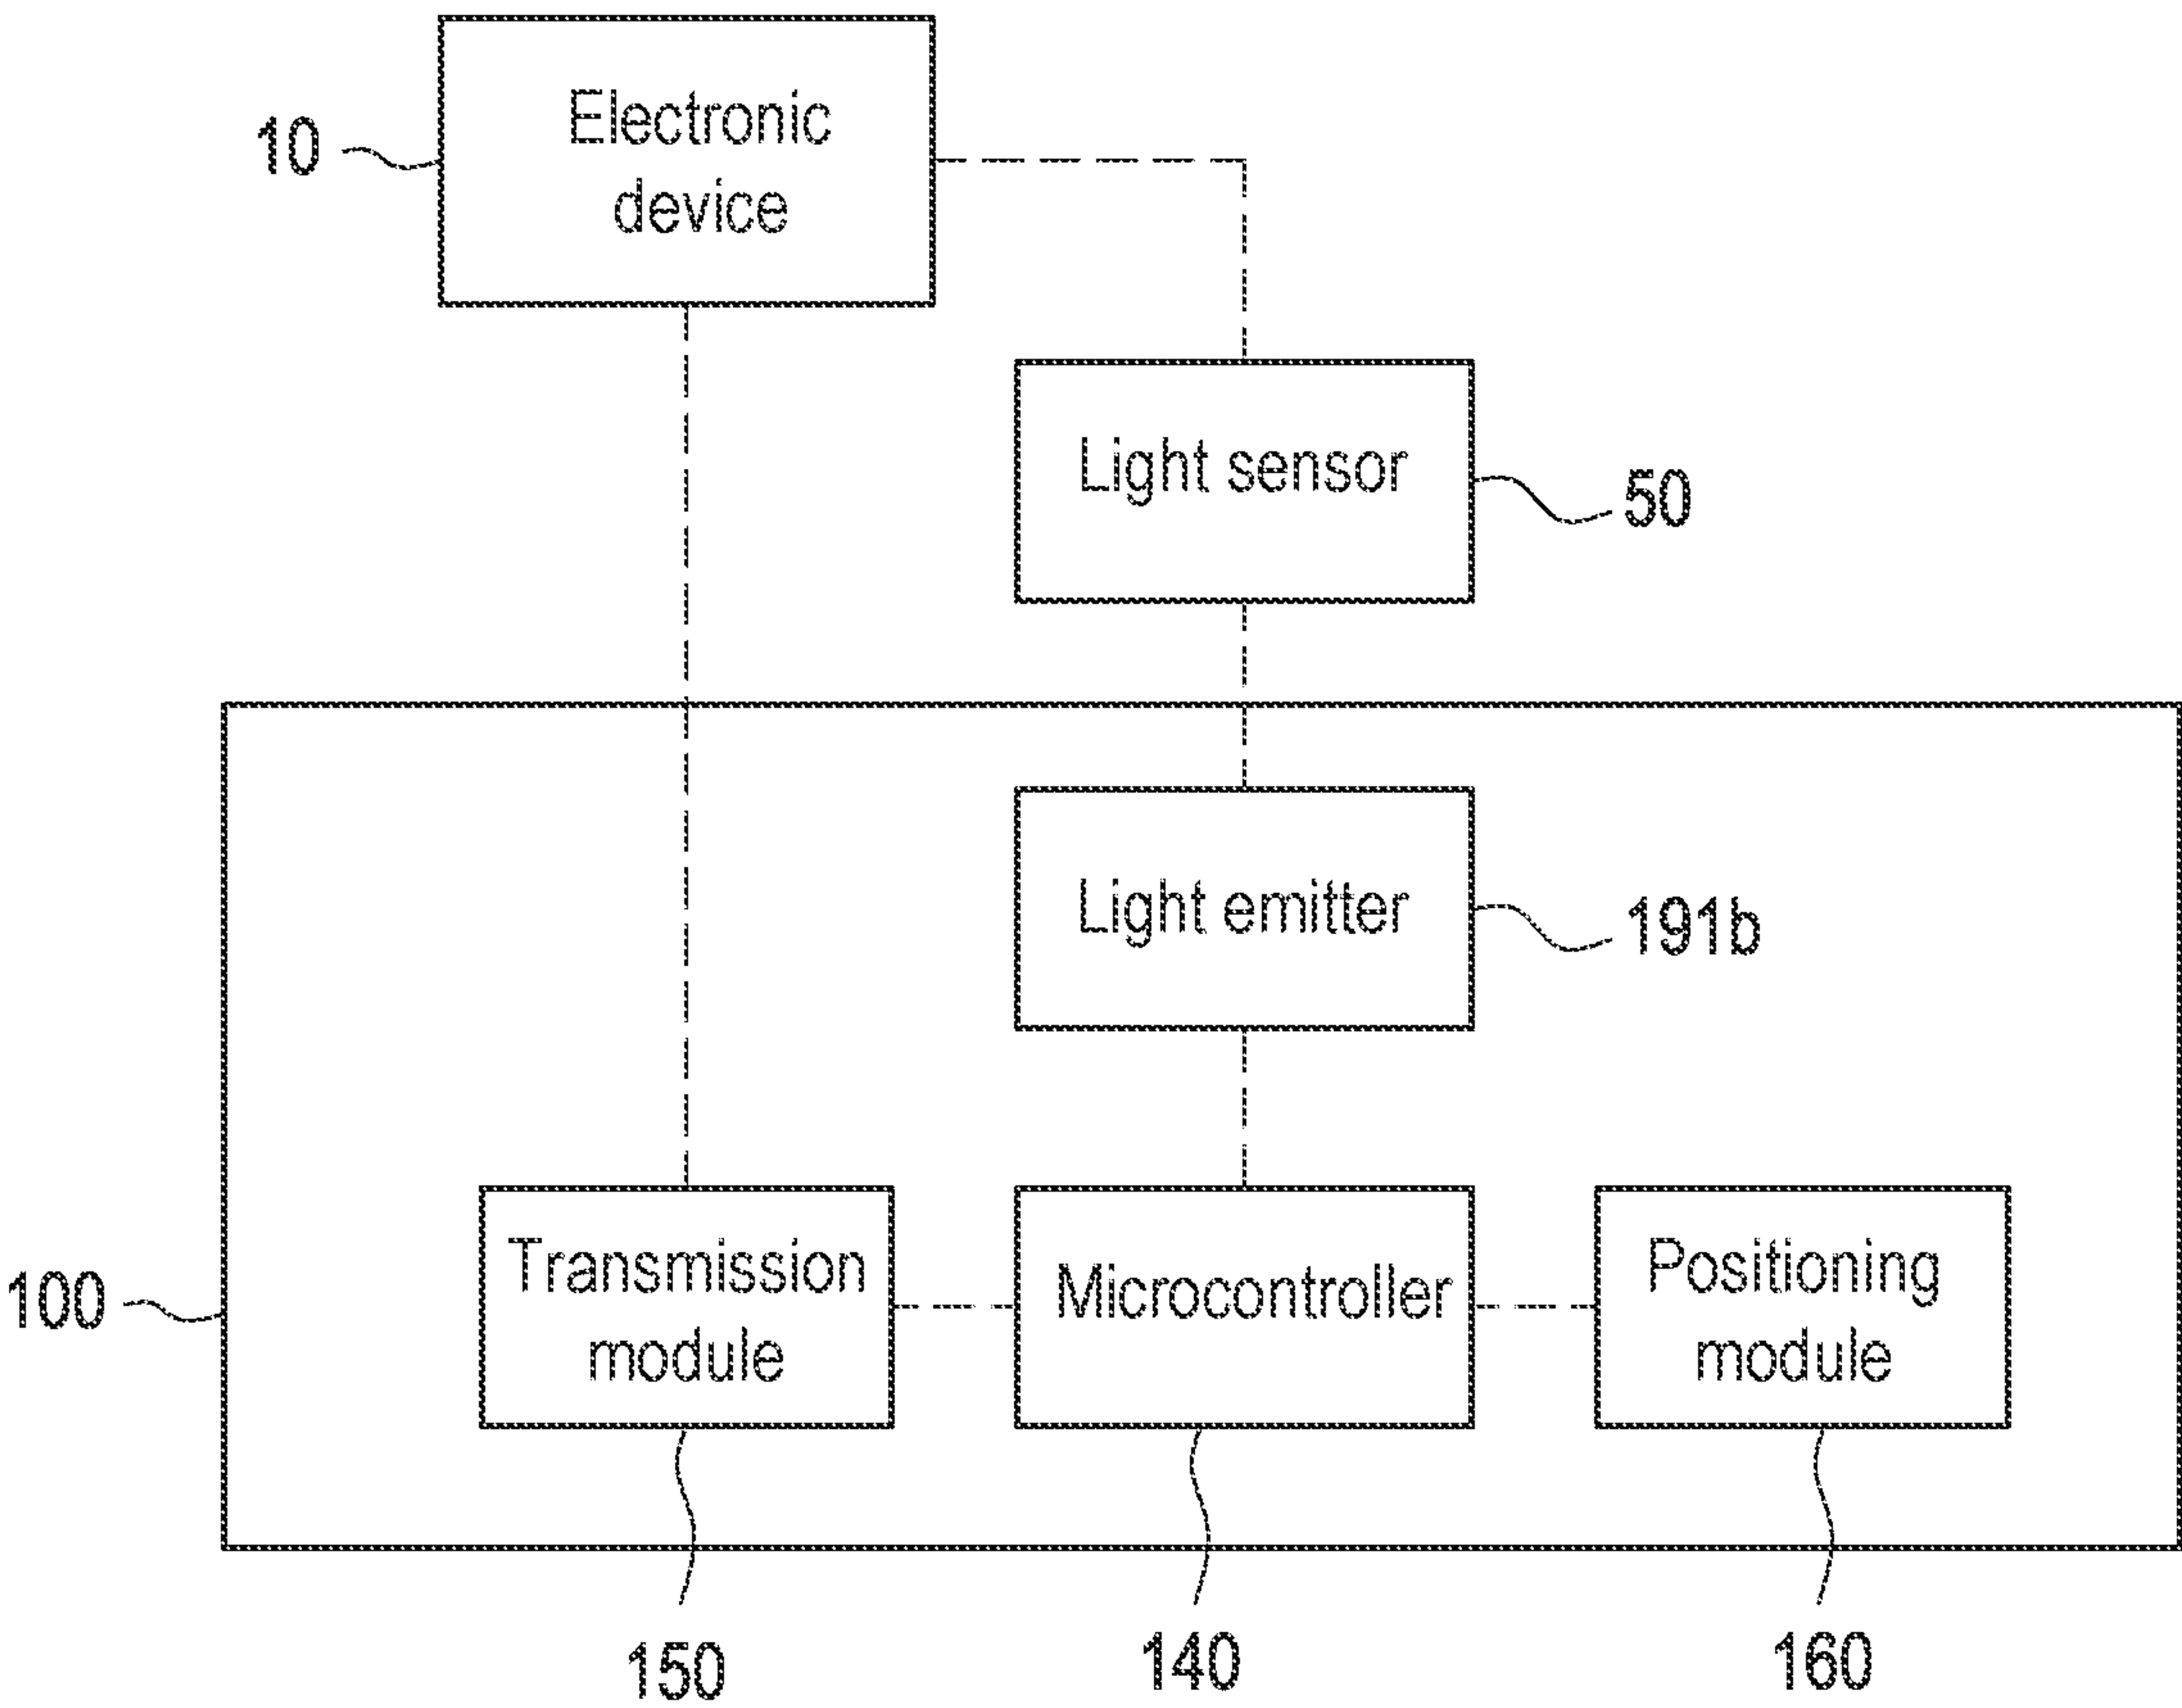 Electronic
device
10
Light sensor
50
Light emitter
191b
Transmission
module
Microcontroller
Positioning
module
100
150
140
160